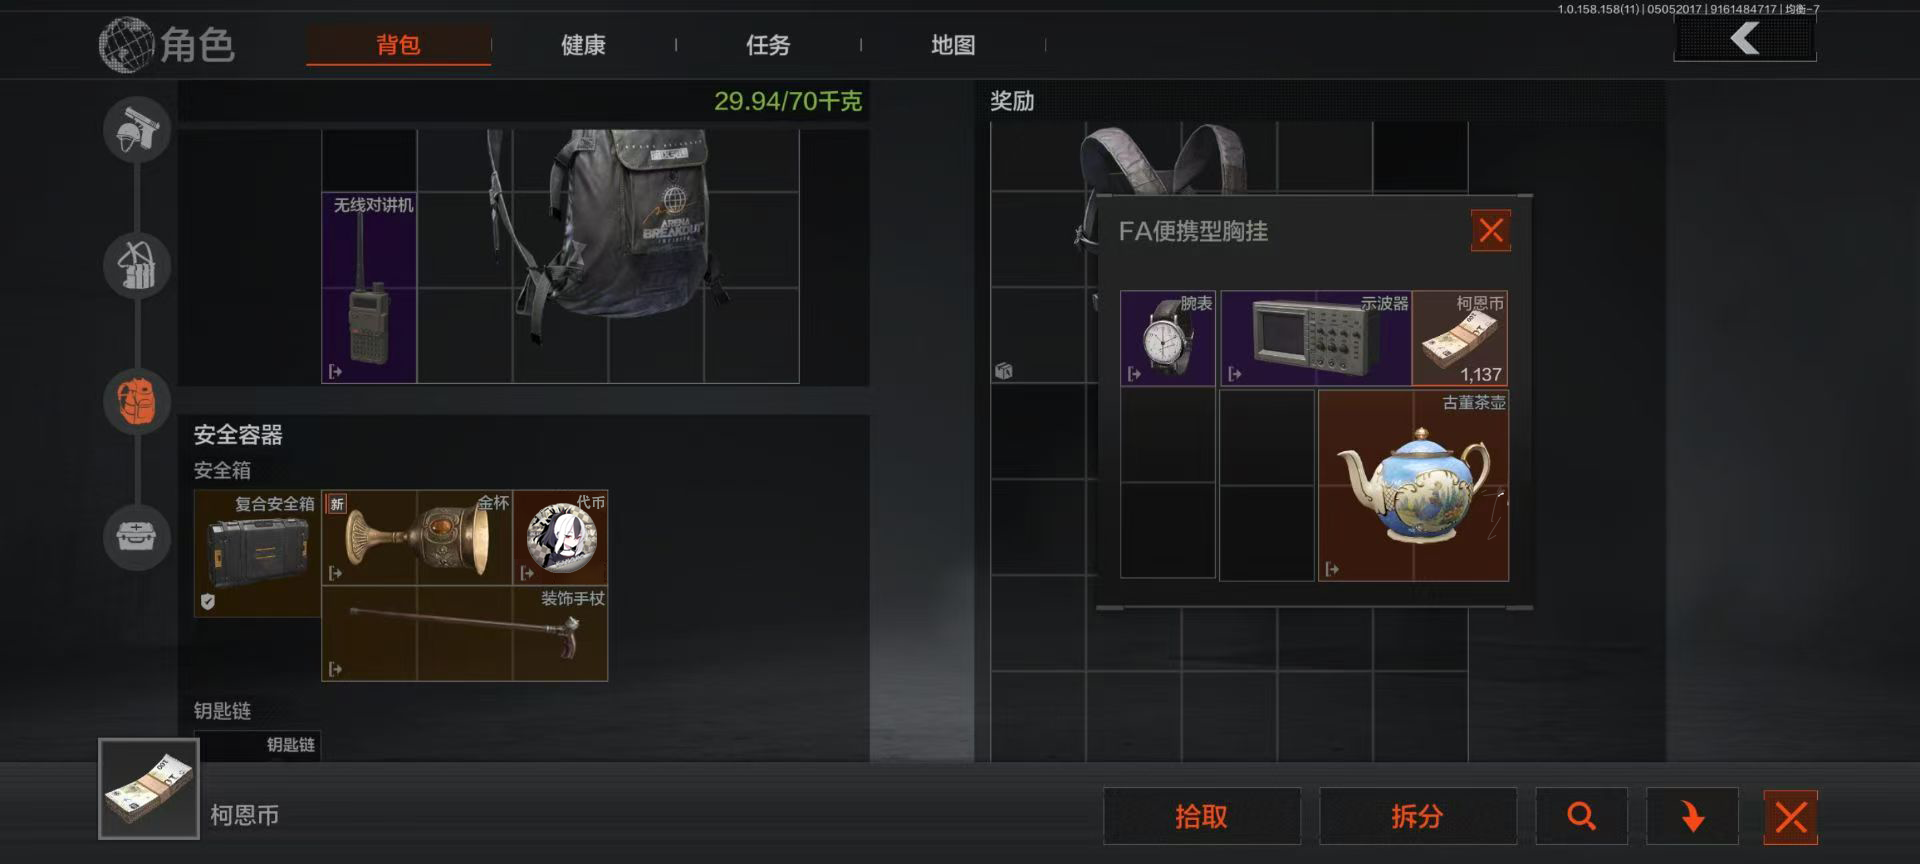 1.0.158.158(11) | 05052017 | 9161484717 | 均衡-7
角色
背包
健康
任务
地图
29.94/70千克
无线对讲机
ARENA
BREAKOUT
INFINITE
安全容器
安全箱
复合安全箱
新
金杯
代币
装饰手杖
钥匙链
钥匙链
奖励
FA便携型胸挂
腕表
示波器
柯恩币
1,137
古董茶壶
柯恩币
拾取
拆分